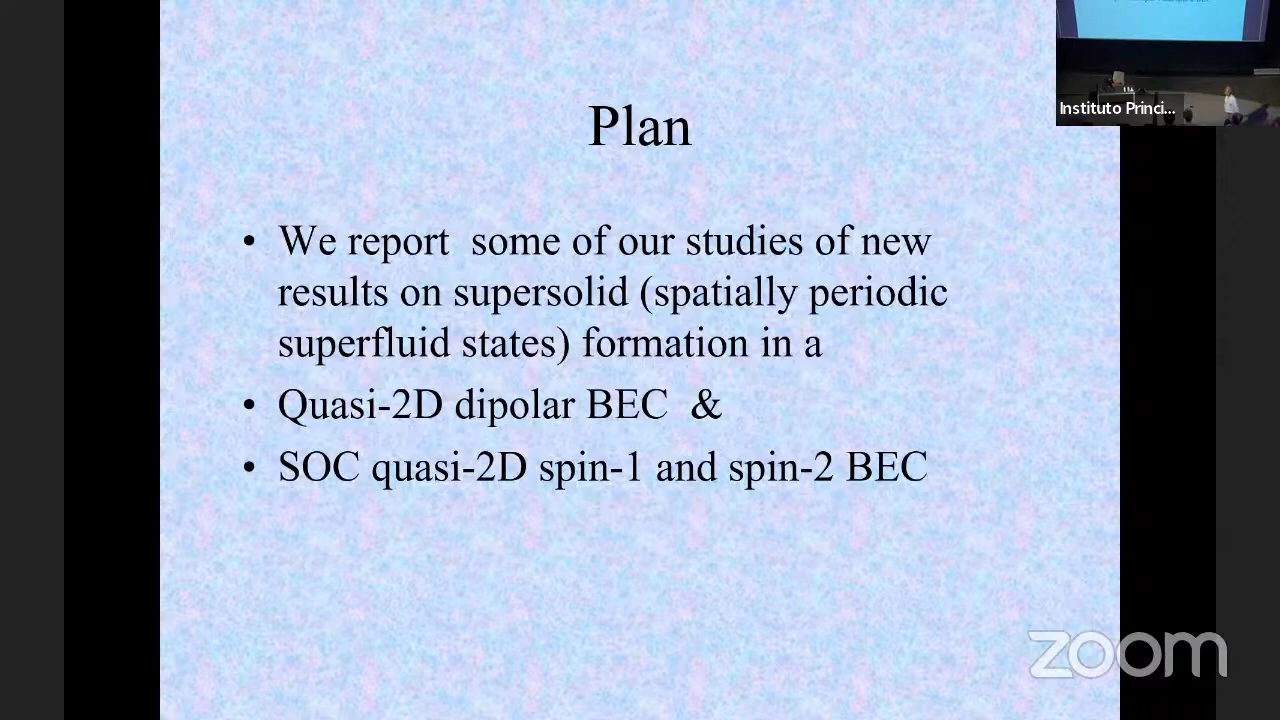 Plan
• We report some of our studies of new
results on supersolid (spatially periodic
superfluid states) formation in a
• Quasi-2D dipolar BEC &
• SOC quasi-2D spin-1 and spin-2 BEC
Instituto Princi...
zoom